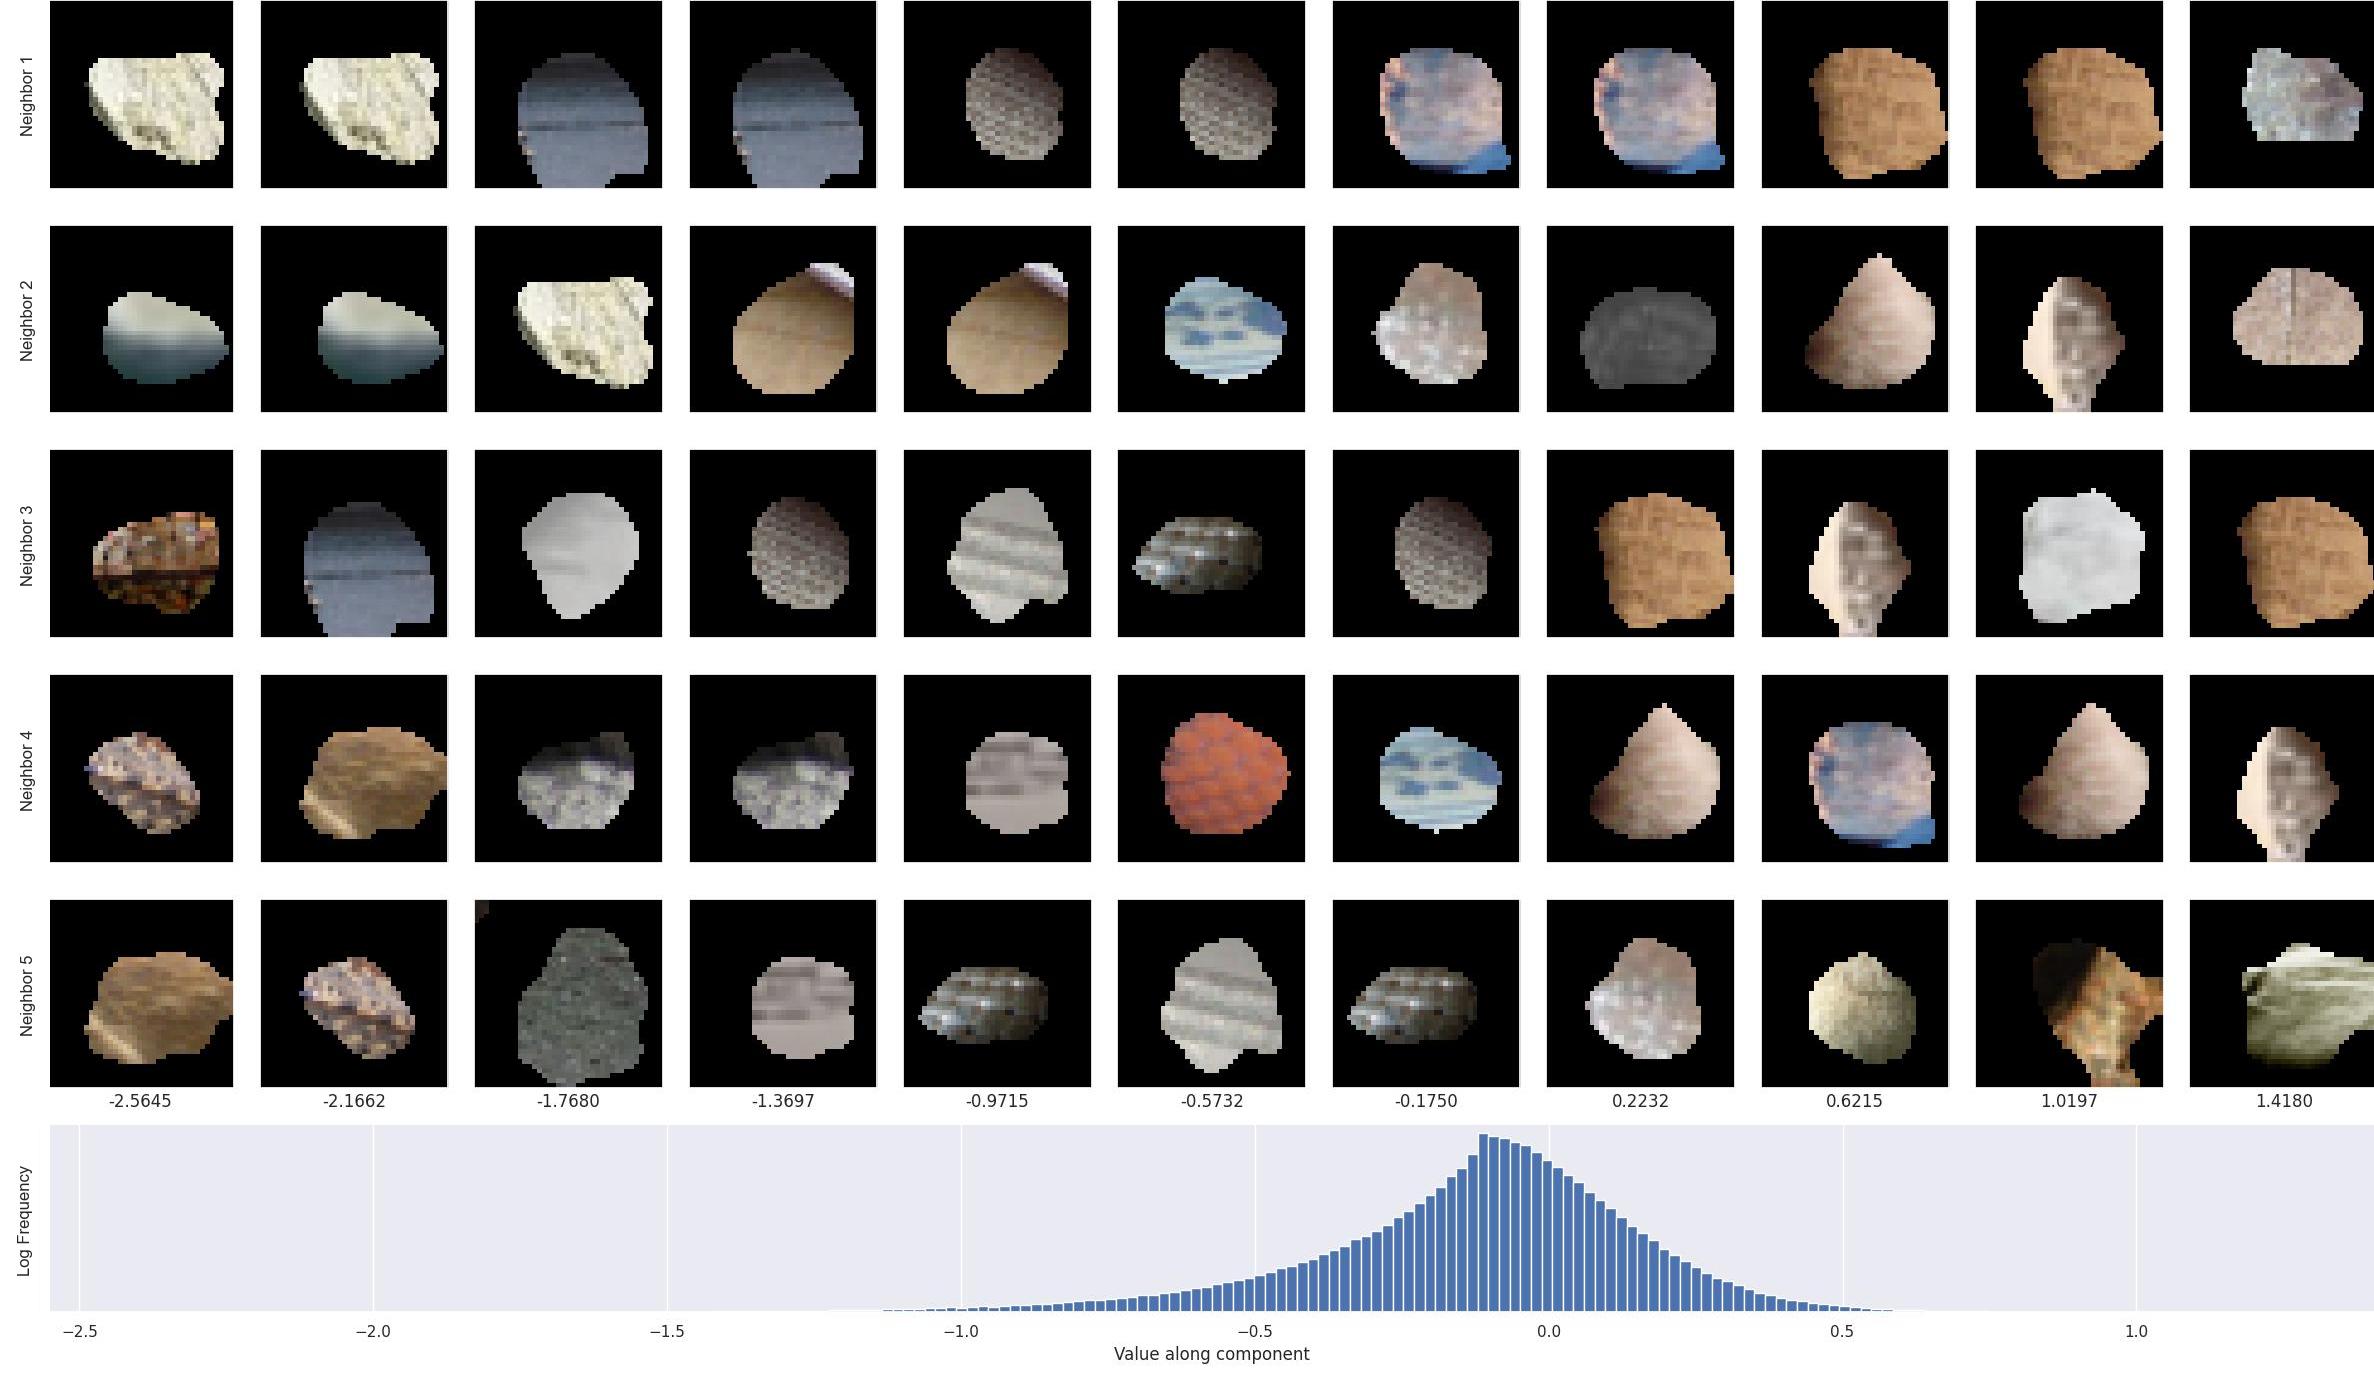 Neighbor 1
Neighbor 2
Neighbor 3
Neighbor 4
Neighbor 5
-2.5645 -2.1662 -1.7680 -1.3697 -0.9715 -0.5732 -0.1750 0.2232 0.6215 1.0197 1.4180
Log Frequency
−2.5 −2.0 −1.5 −1.0 −0.5 0.0 0.5 1.0
Value along component